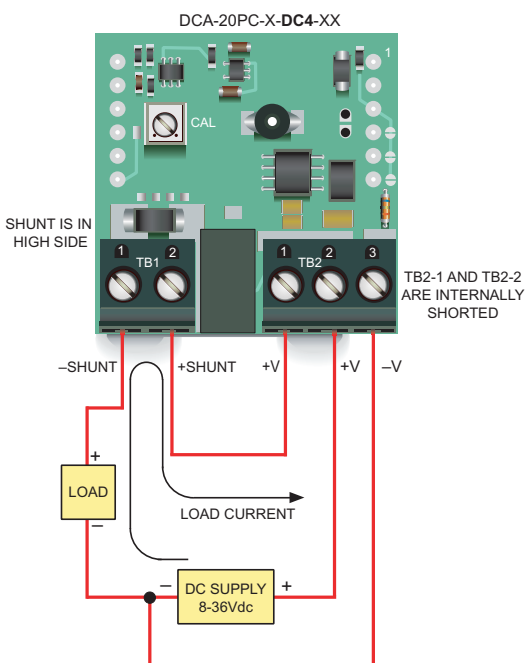 DCA-20PC-X-DC4-XX
1
CAL
SHUNT IS IN
HIGH SIDE
1
2
TB1
1
2
3
TB2
TB2-1 AND TB2-2
ARE INTERNALLY
SHORTED
–SHUNT
+SHUNT
+V
+V
–V
+
LOAD
–
LOAD CURRENT
–
DC SUPPLY
8-36Vdc
+